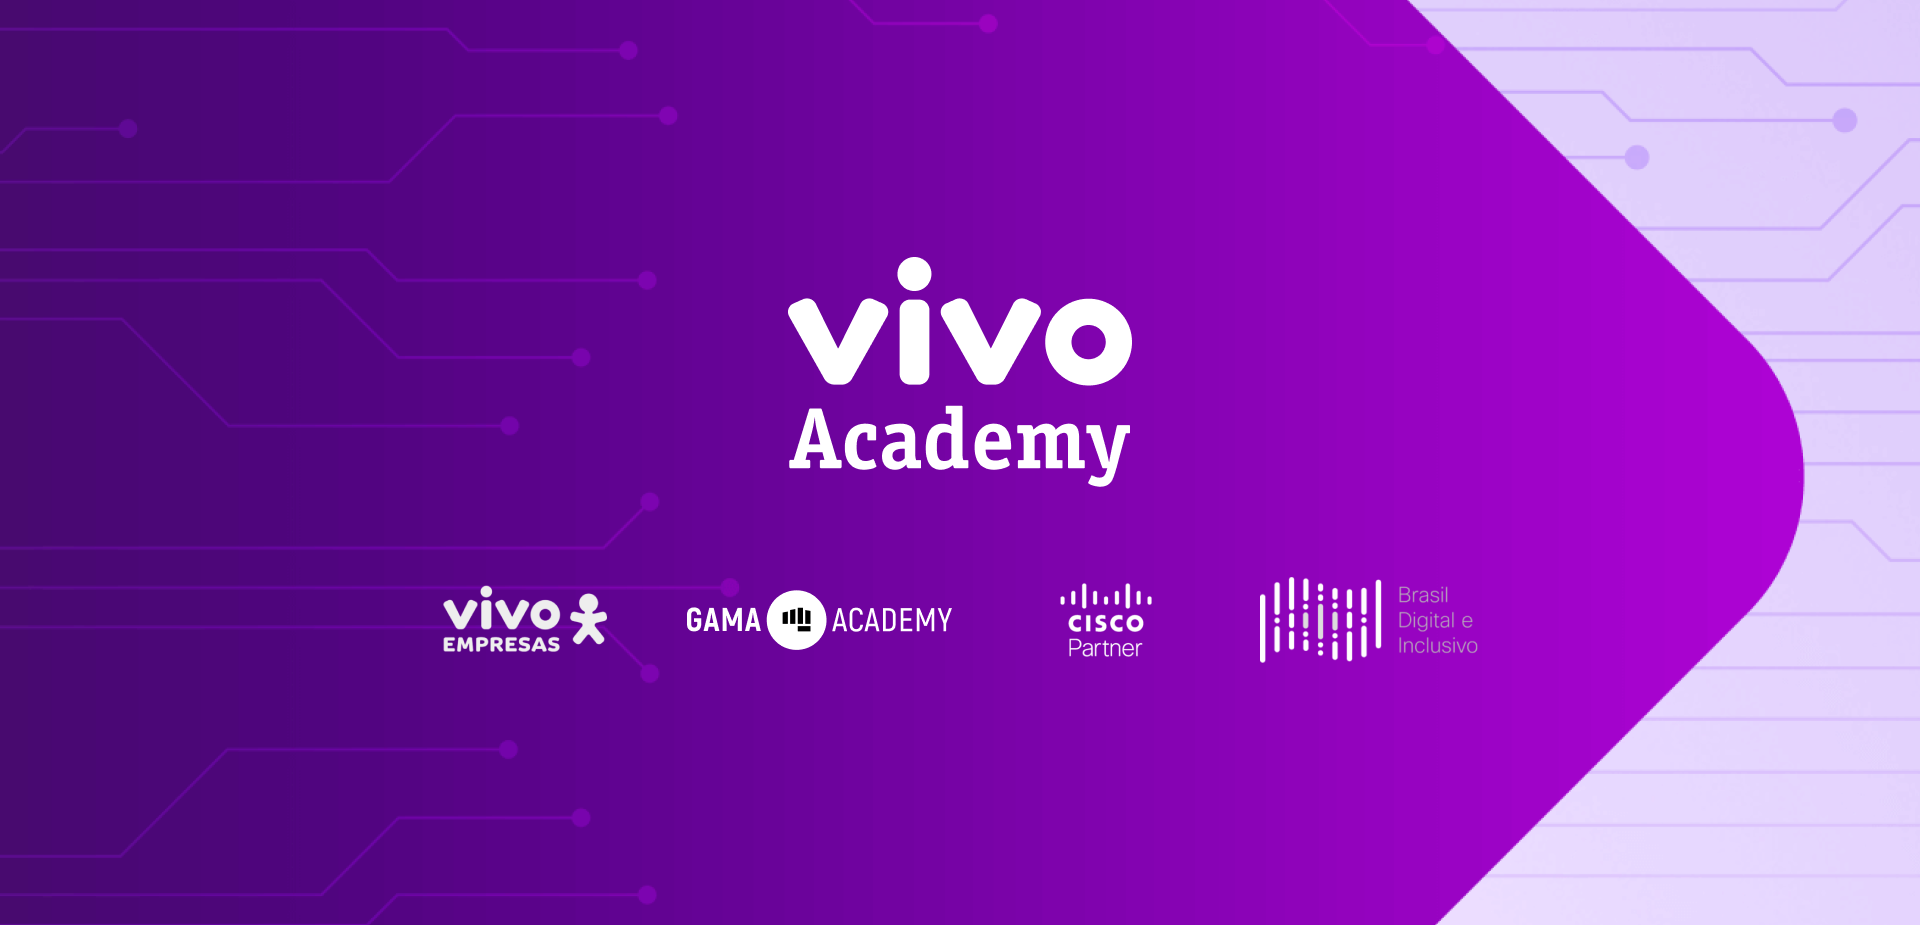 vivo
Academy
vivo
EMPRESAS
GAMA ACADEMY
CISCO
Partner
Brasil
Digital e
Inclusivo